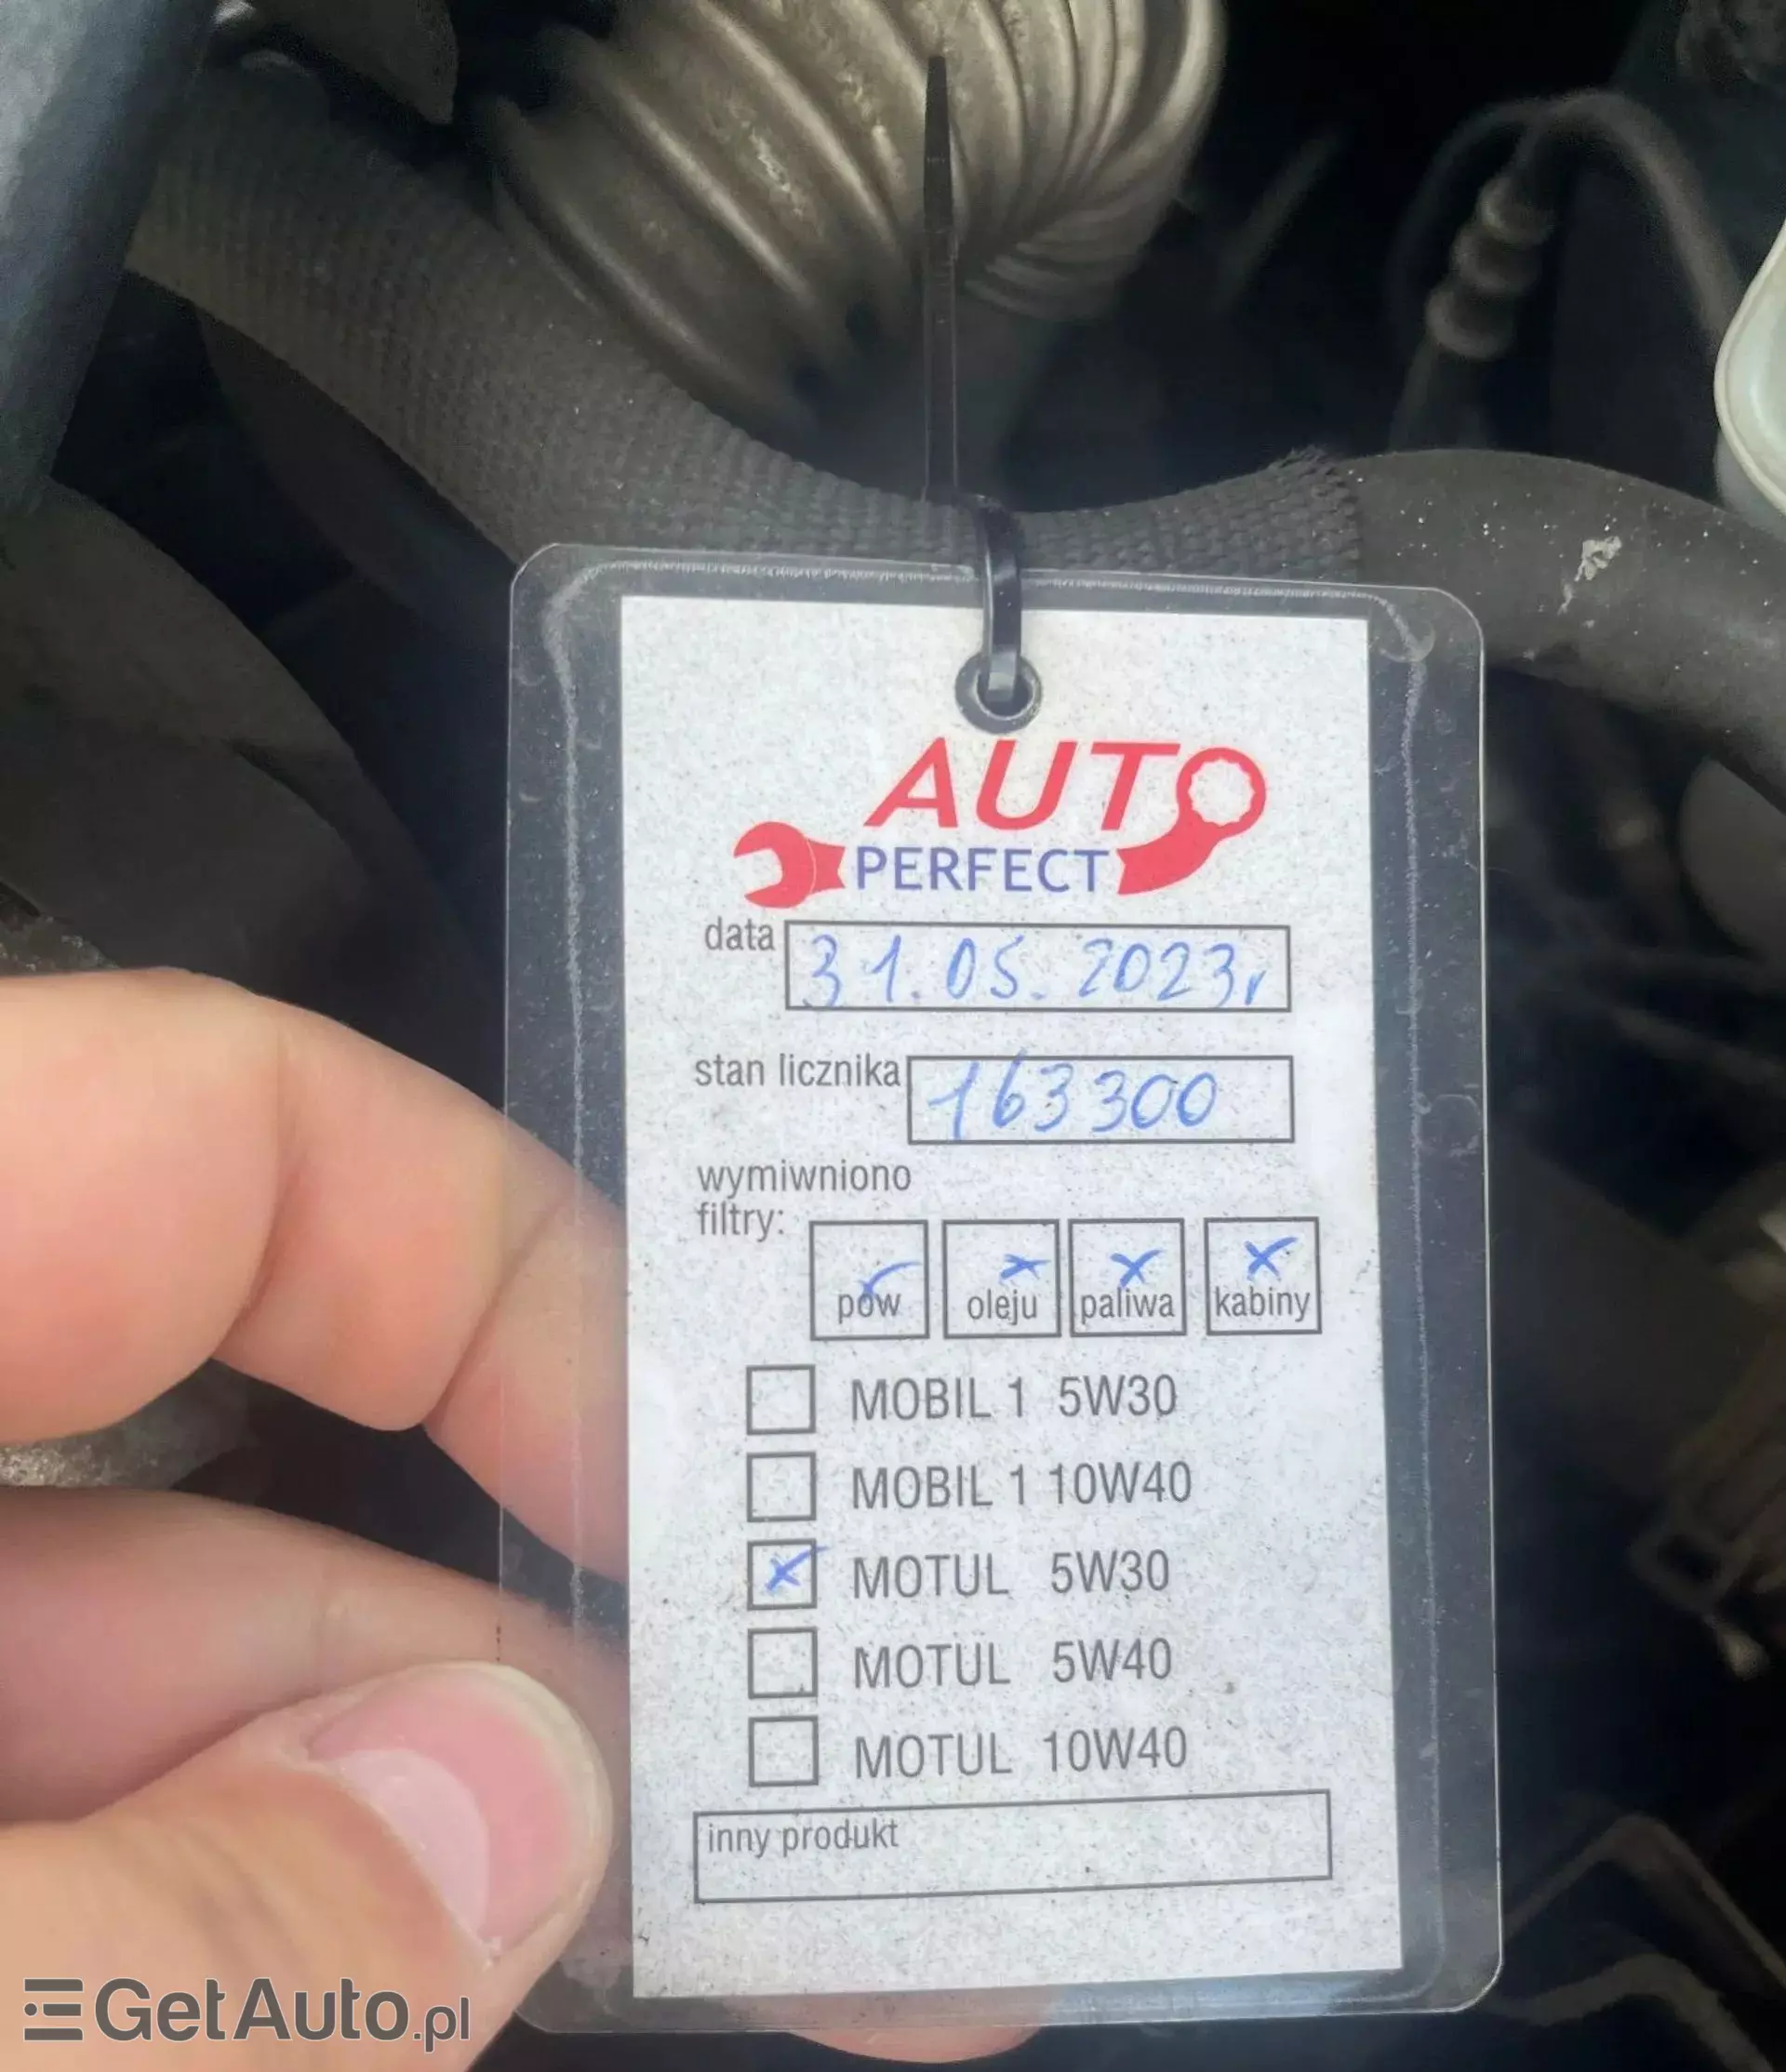 AUTO
PERFECT
data 31.05.2023r
stan licznika 163300
wymiwniono
filtry:
pow oleju paliwa kabiny
MOBIL 1 5W30
MOBIL 1 10W40
x MOTUL 5W30
MOTUL 5W40
MOTUL 10W40
inny produkt
GetAuto.pl